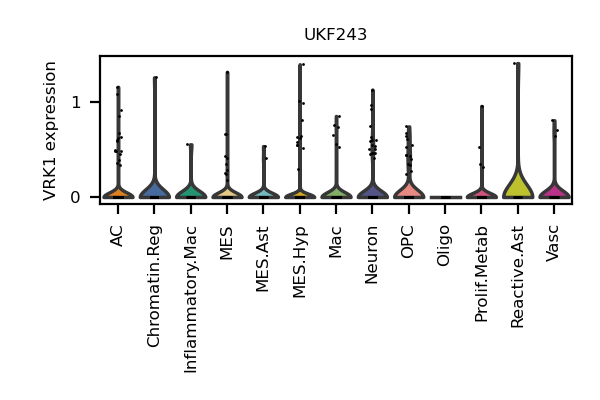 UKF243
VRK1 expression
1
0
AC
Chromatin.Reg
Inflammatory.Mac
MES
MES.Ast
MES.Hyp
Mac
Neuron
OPC
Oligo
Prolif.Metab
Reactive.Ast
Vasc